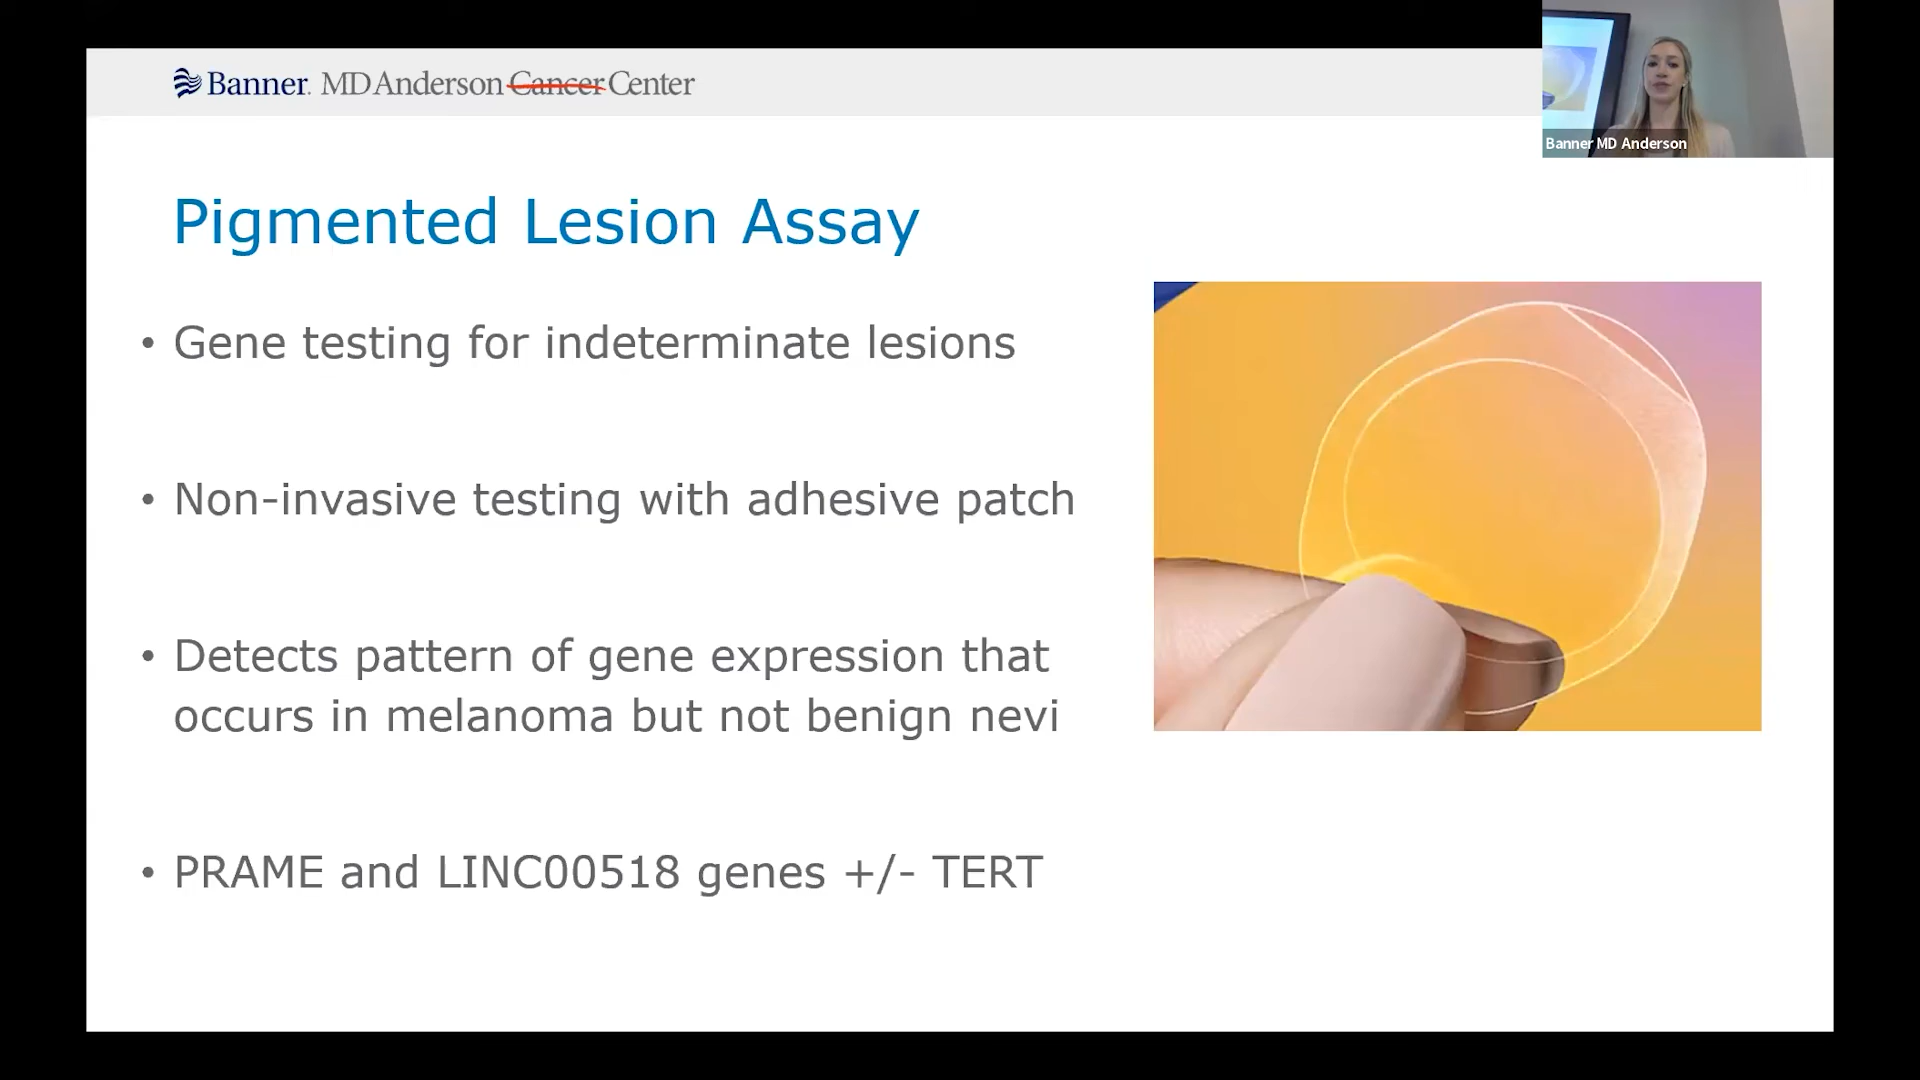 Banner. MD Anderson Cancer Center
Banner MD Anderson
Pigmented Lesion Assay
• Gene testing for indeterminate lesions
• Non-invasive testing with adhesive patch
• Detects pattern of gene expression that
occurs in melanoma but not benign nevi
• PRAME and LINC00518 genes +/- TERT